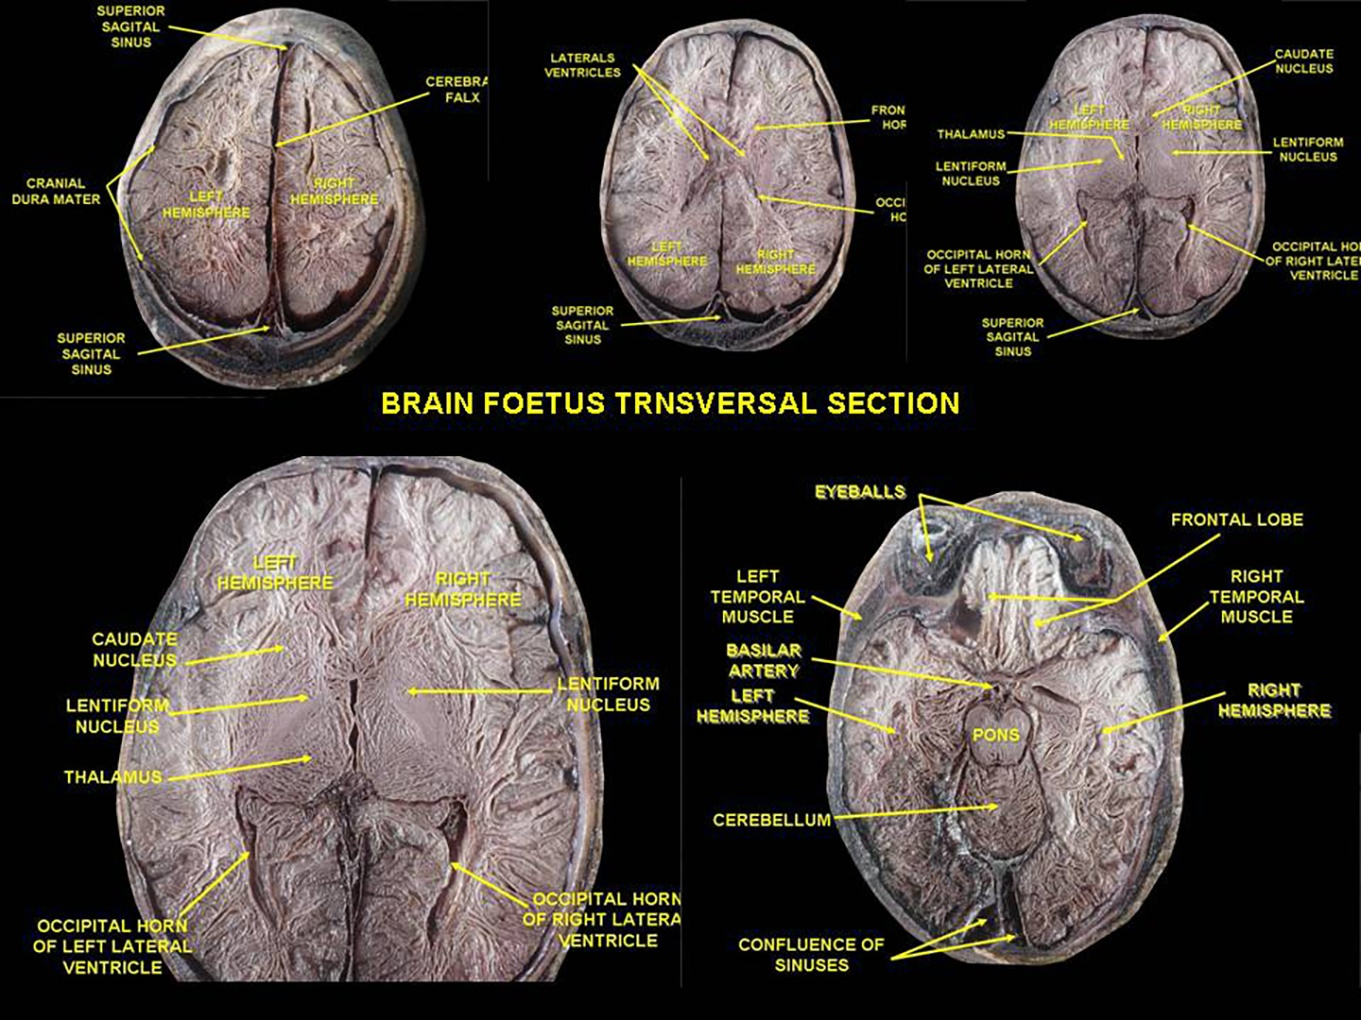 SUPERIOR
SAGITAL
SINUS
CEREBRA
FALX
CRANIAL
DURA MATER
LEFT
HEMISPHERE
RIGHT
HEMISPHERE
SUPERIOR
SAGITAL
SINUS
LATERALS
VENTRICLES
FRON
HOR
OCCI
HO
LEFT
HEMISPHERE
RIGHT
HEMISPHERE
SUPERIOR
SAGITAL
SINUS
CAUDATE
NUCLEUS
LEFT
HEMISPHERE
RIGHT
HEMISPHERE
THALAMUS
LENTIFORM
NUCLEUS
LENTIFORM
NUCLEUS
OCCIPITAL HORN
OF LEFT LATERAL
VENTRICLE
OCCIPITAL HO
OF RIGHT LATE
VENTRICLE
SUPERIOR
SAGITAL
SINUS
BRAIN FOETUS TRNSVERSAL SECTION
LEFT
HEMISPHERE
RIGHT
HEMISPHERE
CAUDATE
NUCLEUS
LENTIFORM
NUCLEUS
LENTIFORM
NUCLEUS
THALAMUS
OCCIPITAL HORN
OF LEFT LATERAL
VENTRICLE
OCCIPITAL HORN
OF RIGHT LATERA
VENTRICLE
EYEBALLS
FRONTAL LOBE
LEFT
TEMPORAL
MUSCLE
RIGHT
TEMPORAL
MUSCLE
BASILAR
ARTERY
LEFT
HEMISPHERE
RIGHT
HEMISPHERE
PONS
CEREBELLUM
CONFLUENCE OF
SINUSES